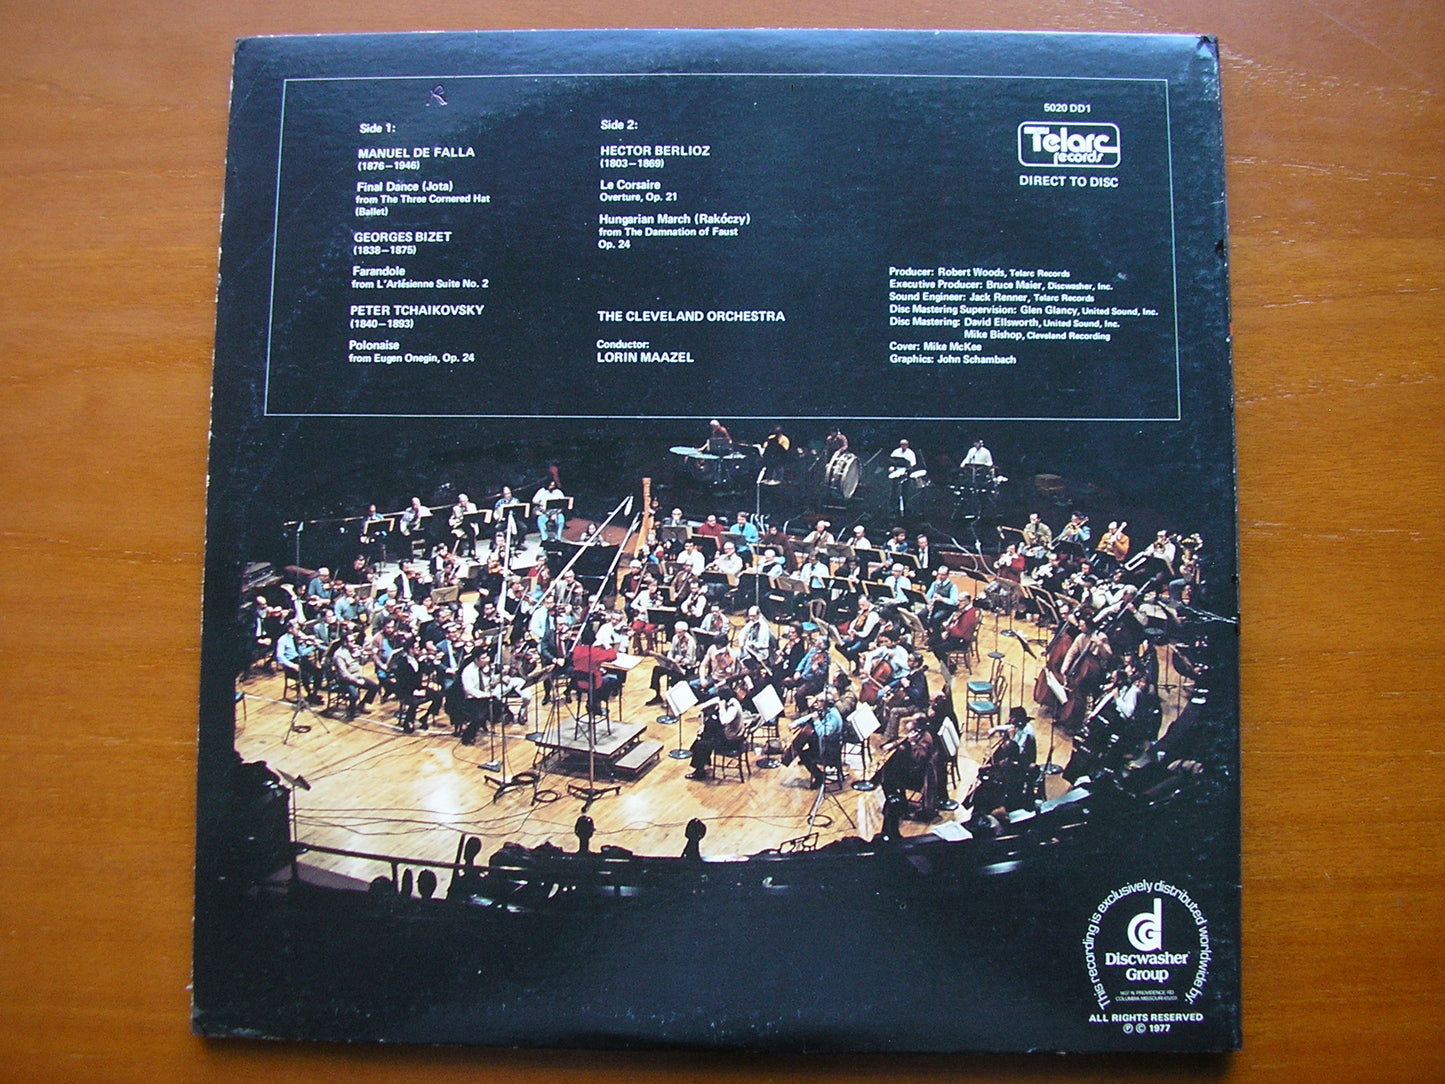 Side 1:
MANUEL DE FALLA
(1876–1946)
Final Dance (Jota)
from The Three Cornered Hat
(Ballet)
GEORGES BIZET
(1838–1875)
Farandole
from L'Arlésienne Suite No. 2
PETER TCHAIKOVSKY
(1840–1893)
Polonaise
from Eugen Onegin, Op. 24
Side 2:
HECTOR BERLIOZ
(1803–1869)
Le Corsaire
Overture, Op. 21
Hungarian March (Rakóczy)
from The Damnation of Faust
Op. 24
THE CLEVELAND ORCHESTRA
Conductor:
LORIN MAAZEL
5020 DD1
Telarc
records
DIRECT TO DISC
Producer: Robert Woods, Telarc Records
Executive Producer: Bruce Maier, Discwasher, Inc.
Sound Engineer: Jack Renner, Telarc Records
Disc Mastering Supervision: Glen Glancy, United Sound, Inc.
Disc Mastering: David Ellsworth, United Sound, Inc.
Mike Bishop, Cleveland Recording
Cover: Mike McKee
Graphics: John Schambach
This recording is exclusively distributed worldwide by:
Discwasher
Group
1407 N. PROVIDENCE RD.
COLUMBIA MISSOURI 65201
ALL RIGHTS RESERVED
℗ © 1977